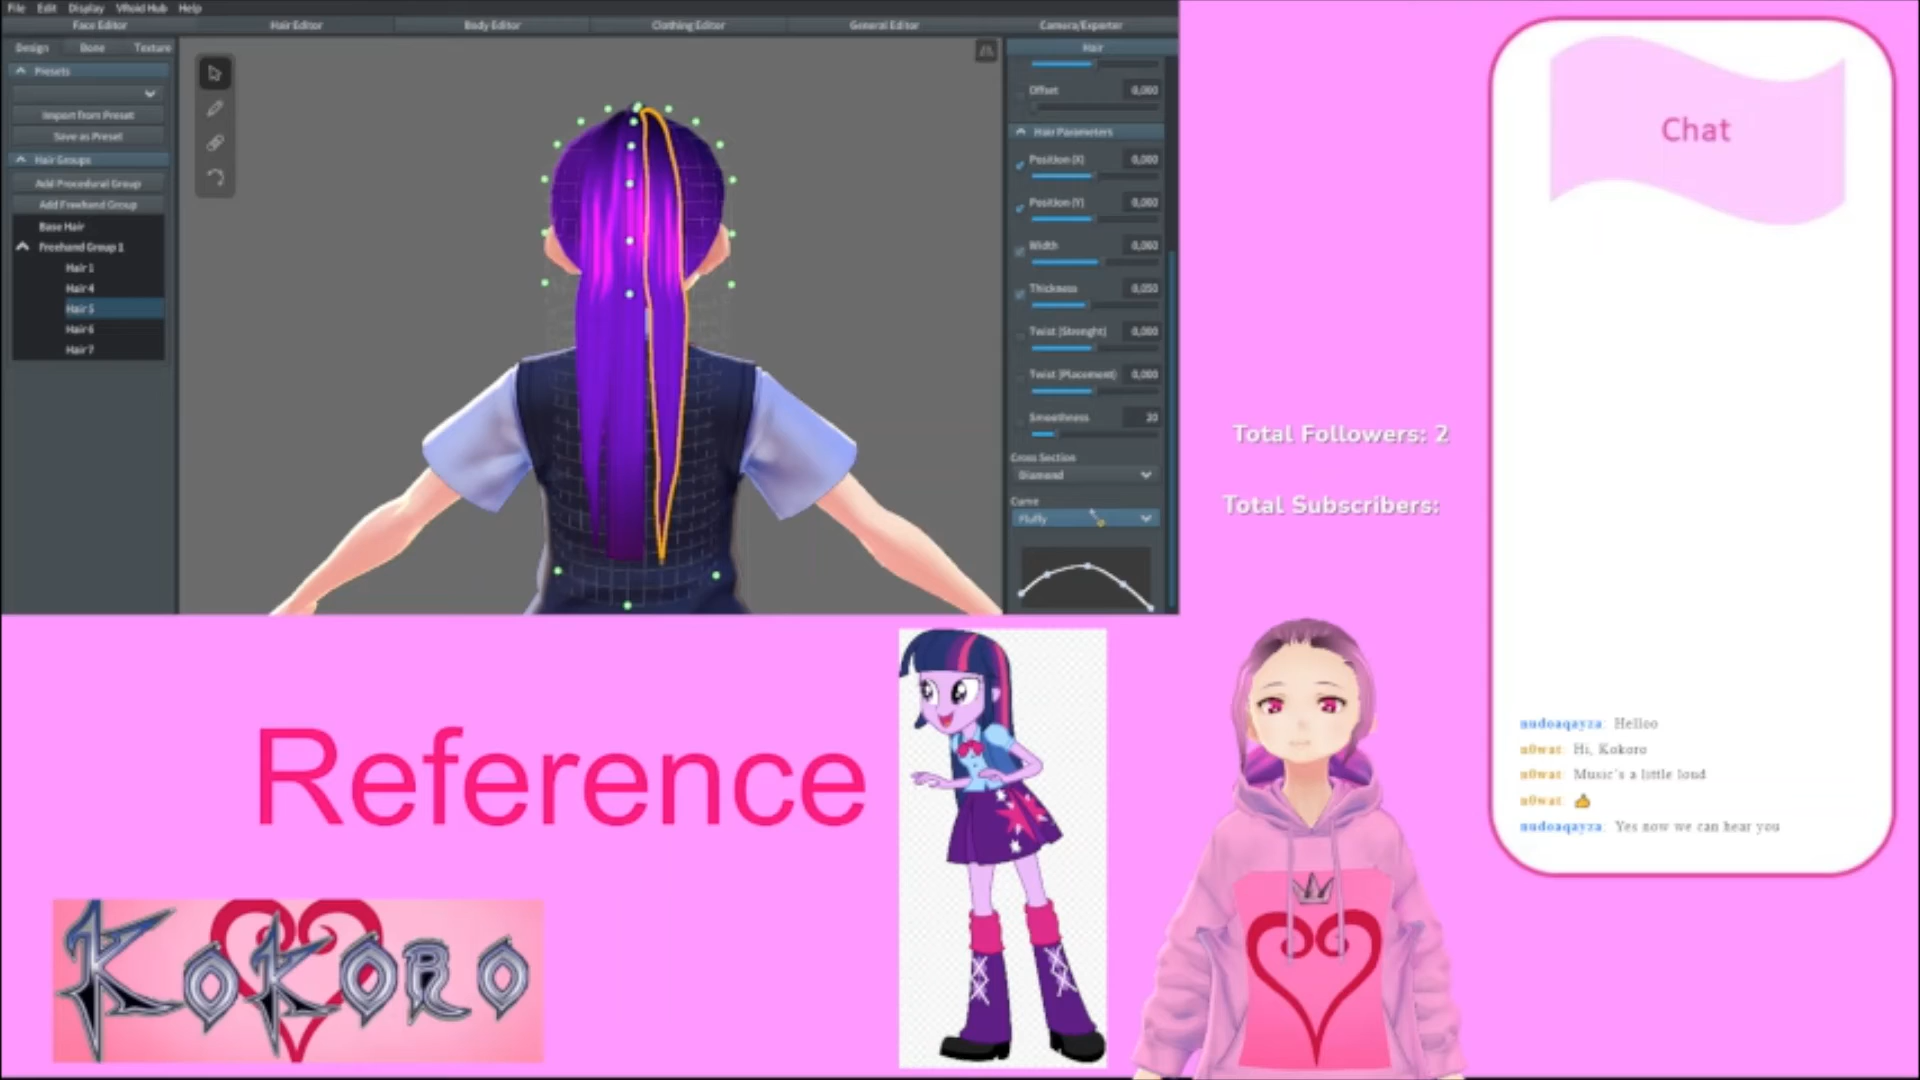 File Edit Display VRoid Hub Help
Face Editor Hair Editor Body Editor Clothing Editor General Editor Camera/Exporter
Design Bone Texture
Presets
Import from Preset
Save as Preset
Hair Groups
Add Procedural Group
Add Freehand Group
Base Hair
Freehand Group 1
Hair 1
Hair 4
Hair 5
Hair 6
Hair 7
Hair
Offset 0,000
Hair Parameters
Position (X) 0,000
Position (Y) 0,000
Width 0,060
Thickness 0,050
Twist (Strenght) 0,000
Twist (Placement) 0,000
Smoothness 20
Cross Section
Diamond
Curve
Fluffy
Total Followers: 2
Total Subscribers:
Chat
nudoaqayza: Helloo
n0wat: Hi, Kokoro
n0wat: Music's a little loud
n0wat: 👍
nudoaqayza: Yes now we can hear you
Reference
KOKORO